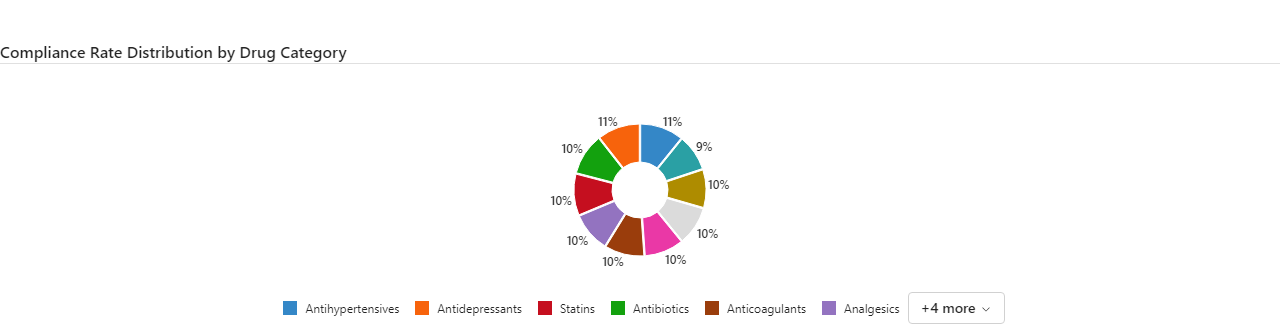 Compliance Rate Distribution by Drug Category
11% 11%
10% 9%
10% 10%
10% 10%
10% 10%
Antihypertensives Antidepressants Statins Antibiotics Anticoagulants Analgesics +4 more